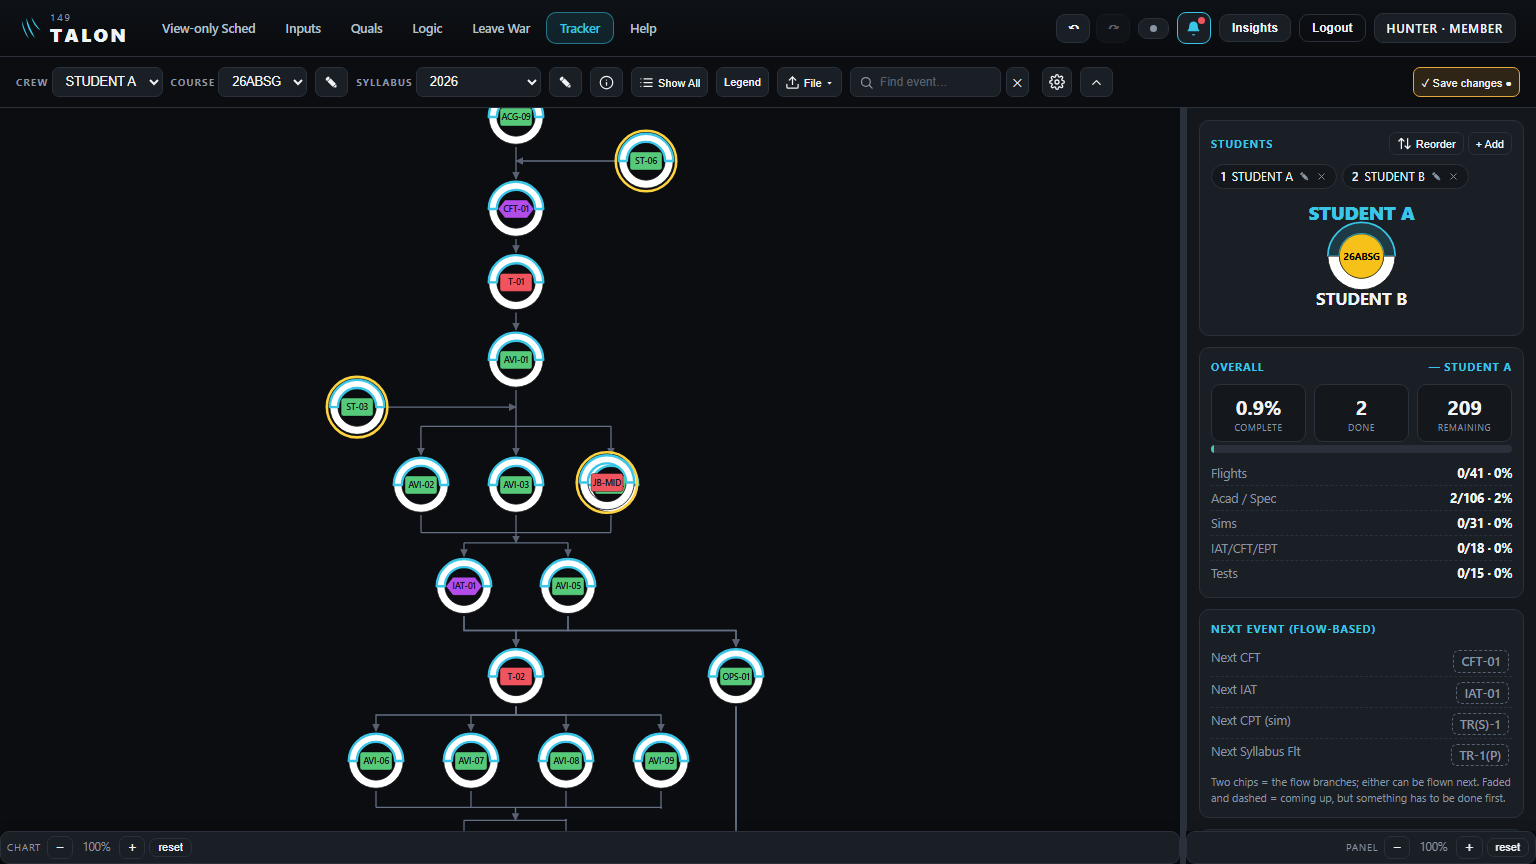 149
TALON
View-only Sched
Inputs
Quals
Logic
Leave War
Tracker
Help
Insights
Logout
HUNTER · MEMBER
CREW
STUDENT A
COURSE
26ABSG
SYLLABUS
2026
Show All
Legend
File
Find event...
✓ Save changes ●
ACG-09
ST-06
CFT-01
T-01
AVI-01
ST-03
AVI-02
AVI-03
JB-MID
IAT-01
AVI-05
T-02
OPS-01
AVI-06
AVI-07
AVI-08
AVI-09
CHART
−
100%
+
reset
STUDENTS
Reorder
+ Add
1 STUDENT A
2 STUDENT B
STUDENT A
26ABSG
STUDENT B
OVERALL
— STUDENT A
0.9%
COMPLETE
2
DONE
209
REMAINING
Flights 0/41 · 0%
Acad / Spec 2/106 · 2%
Sims 0/31 · 0%
IAT/CFT/EPT 0/18 · 0%
Tests 0/15 · 0%
NEXT EVENT (FLOW-BASED)
Next CFT CFT-01
Next IAT IAT-01
Next CPT (sim) TR(S)-1
Next Syllabus Flt TR-1(P)
Two chips = the flow branches; either can be flown next. Faded
and dashed = coming up, but something has to be done first.
PANEL
−
100%
+
reset